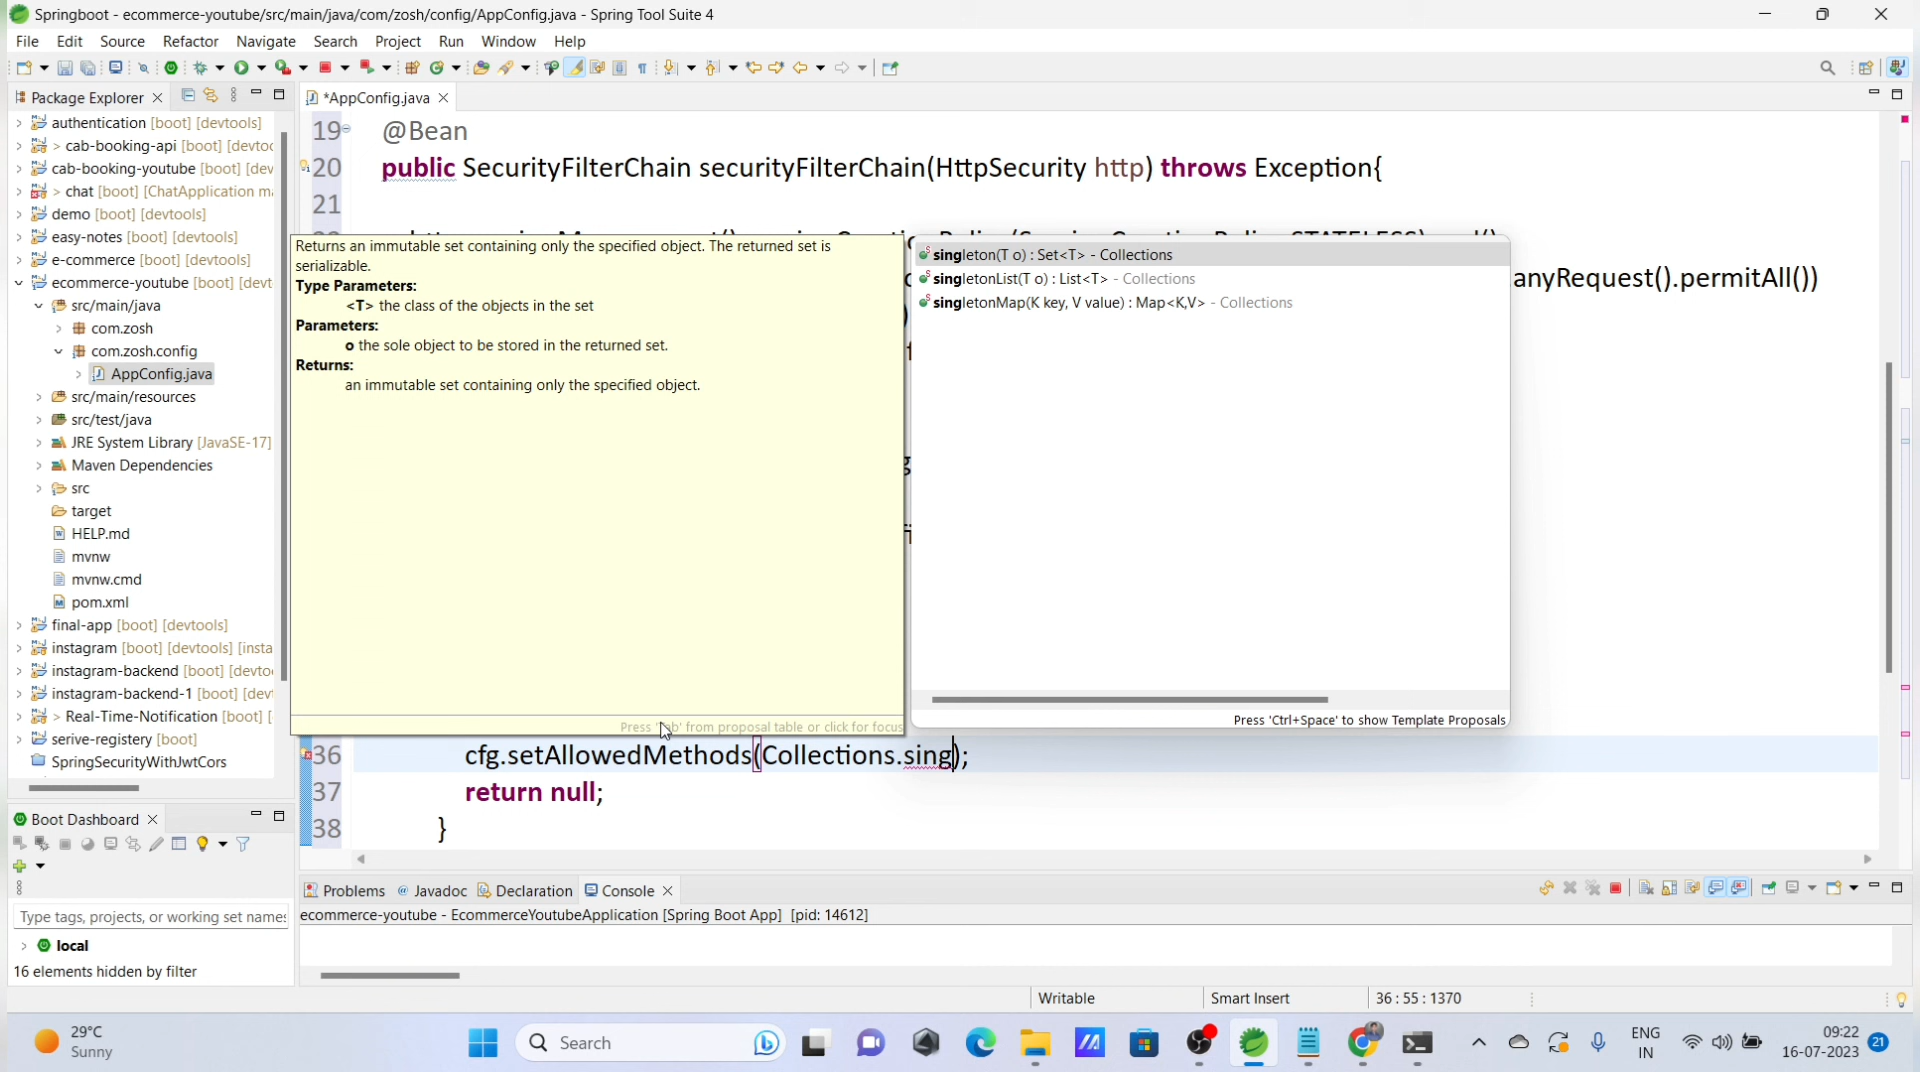 Springboot - ecommerce-youtube/src/main/java/com/zosh/config/AppConfig.java - Spring Tool Suite 4
File Edit Source Refactor Navigate Search Project Run Window Help
Package Explorer
*AppConfig.java
authentication [boot] [devtools]
> cab-booking-api [boot] [devtoo
cab-booking-youtube [boot] [dev
> chat [boot] [ChatApplication m
demo [boot] [devtools]
easy-notes [boot] [devtools]
e-commerce [boot] [devtools]
ecommerce-youtube [boot] [devt
src/main/java
com.zosh
com.zosh.config
AppConfig.java
src/main/resources
src/test/java
JRE System Library [JavaSE-17]
Maven Dependencies
src
target
HELP.md
mvnw
mvnw.cmd
pom.xml
final-app [boot] [devtools]
instagram [boot] [devtools] [insta
instagram-backend [boot] [devto
instagram-backend-1 [boot] [dev
> Real-Time-Notification [boot] [
serive-registery [boot]
SpringSecurityWithJwtCors
19 @Bean
20 public SecurityFilterChain securityFilterChain(HttpSecurity http) throws Exception{
21
anyRequest().permitAll())
Returns an immutable set containing only the specified object. The returned set is
serializable.
Type Parameters:
<T> the class of the objects in the set
Parameters:
o the sole object to be stored in the returned set.
Returns:
an immutable set containing only the specified object.
Press 'b' from proposal table or click for focus
singleton(T o) : Set<T> - Collections
singletonList(T o) : List<T> - Collections
singletonMap(K key, V value) : Map<K,V> - Collections
Press 'Ctrl+Space' to show Template Proposals
36 cfg.setAllowedMethods(Collections.sing);
37 return null;
38 }
Boot Dashboard
Type tags, projects, or working set names
local
16 elements hidden by filter
Problems Javadoc Declaration Console
ecommerce-youtube - EcommerceYoutubeApplication [Spring Boot App] [pid: 14612]
Writable Smart Insert 36 : 55 : 1370
29°C
Sunny
Search
ENG
IN
09:22
16-07-2023
21